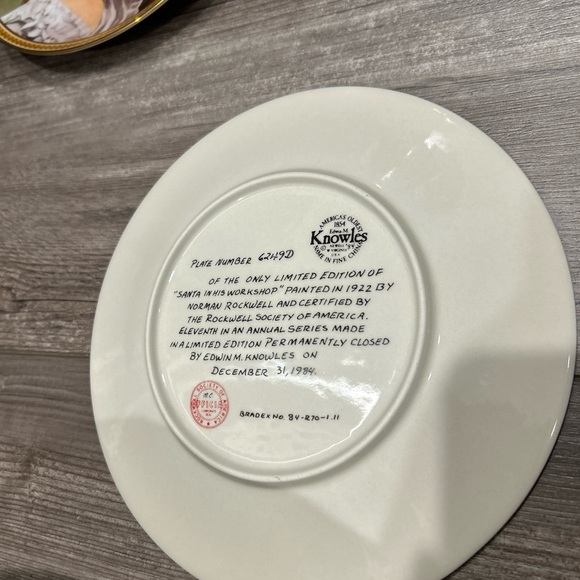 AMERICA'S OLDEST
1854
Edwin M.
Knowles
NAME IN FINE CHINA
PLATE NUMBER 6249D
OF THE ONLY LIMITED EDITION OF
"SANTA IN HIS WORKSHOP" PAINTED IN 1922 BY
NORMAN ROCKWELL AND CERTIFIED BY
THE ROCKWELL SOCIETY OF AMERICA.
ELEVENTH IN AN ANNUAL SERIES MADE
IN A LIMITED EDITION PERMANENTLY CLOSED
BY EDWIN M. KNOWLES ON
DECEMBER 31, 1984.
BRADEX NO. 84-R70-1.11